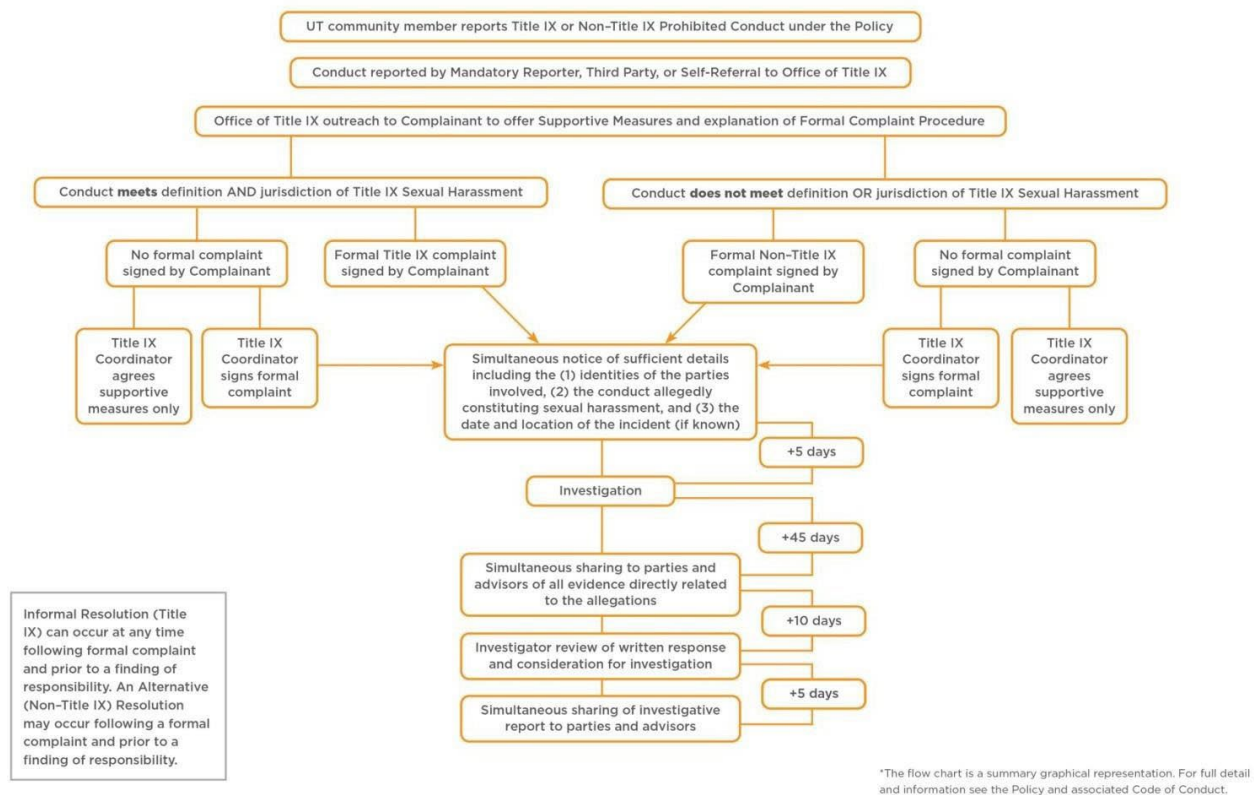 UT community member reports Title IX or Non–Title IX Prohibited Conduct under the Policy
Conduct reported by Mandatory Reporter, Third Party, or Self-Referral to Office of Title IX
Office of Title IX outreach to Complainant to offer Supportive Measures and explanation of Formal Complaint Procedure
Conduct meets definition AND jurisdiction of Title IX Sexual Harassment
Conduct does not meet definition OR jurisdiction of Title IX Sexual Harassment
No formal complaint
signed by Complainant
Formal Title IX complaint
signed by Complainant
Formal Non–Title IX
complaint signed by
Complainant
No formal complaint
signed by Complainant
Title IX
Coordinator
agrees
supportive
measures only
Title IX
Coordinator
signs formal
complaint
Simultaneous notice of sufficient details
including the (1) identities of the parties
involved, (2) the conduct allegedly
constituting sexual harassment, and (3) the
date and location of the incident (if known)
Title IX
Coordinator
signs formal
complaint
Title IX
Coordinator
agrees
supportive
measures only
+5 days
Investigation
+45 days
Simultaneous sharing to parties and
advisors of all evidence directly related
to the allegations
+10 days
Investigator review of written response
and consideration for investigation
+5 days
Simultaneous sharing of investigative
report to parties and advisors
Informal Resolution (Title
IX) can occur at any time
following formal complaint
and prior to a finding of
responsibility. An Alternative
(Non–Title IX) Resolution
may occur following a formal
complaint and prior to a
finding of responsibility.
*The flow chart is a summary graphical representation. For full detail
and information see the Policy and associated Code of Conduct.